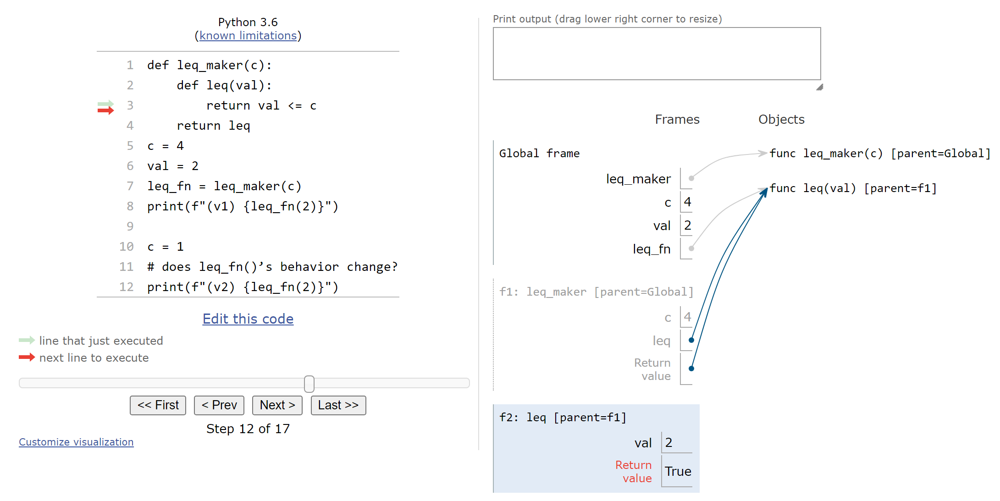 Python 3.6
(known limitations)
1 def leq_maker(c):
2     def leq(val):
3         return val <= c
4     return leq
5 c = 4
6 val = 2
7 leq_fn = leq_maker(c)
8 print(f"(v1) {leq_fn(2)}")
9
10 c = 1
11 # does leq_fn()’s behavior change?
12 print(f"(v2) {leq_fn(2)}")
Edit this code
line that just executed
next line to execute
<< First < Prev Next > Last >>
Step 12 of 17
Customize visualization
Print output (drag lower right corner to resize)
Frames Objects
Global frame
leq_maker
c 4
val 2
leq_fn
func leq_maker(c) [parent=Global]
func leq(val) [parent=f1]
f1: leq_maker [parent=Global]
c 4
leq
Return
value
f2: leq [parent=f1]
val 2
Return
value True